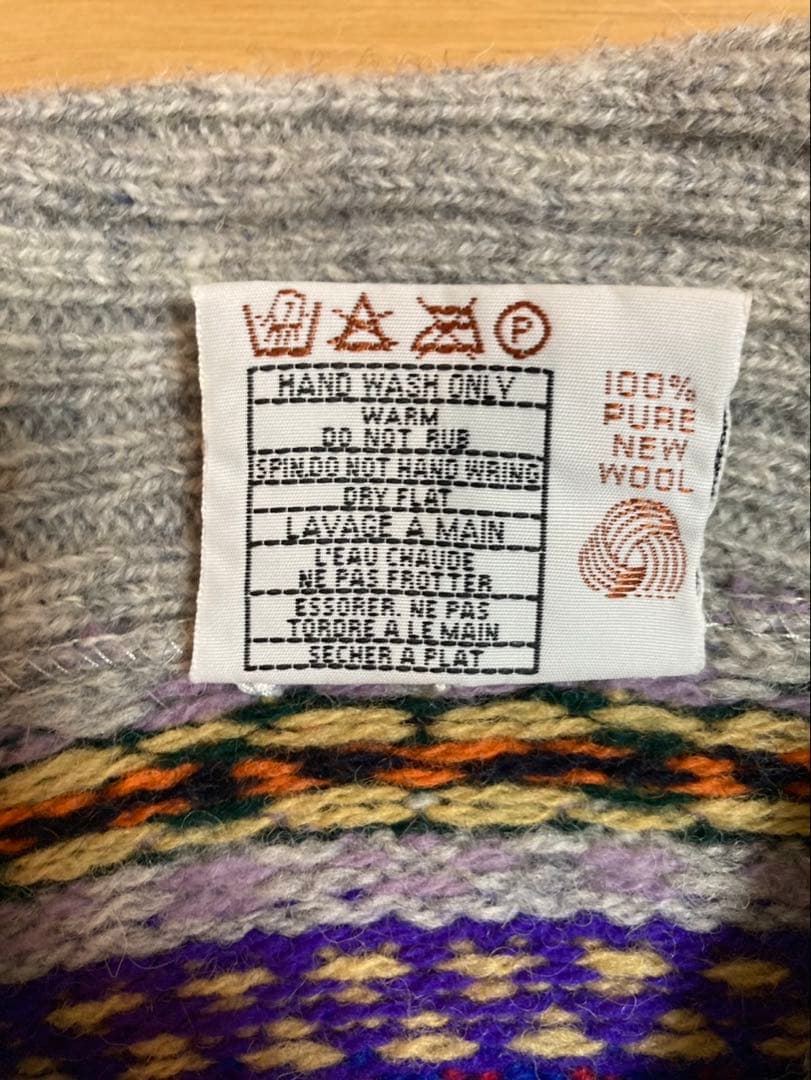 P
HAND WASH ONLY
WARM
DO NOT RUB
SPIN.DO NOT HAND WRING
DRY FLAT
LAVAGE A MAIN
L'EAU CHAUDE
NE PAS FROTTER
ESSORER. NE PAS
TORDRE A LE MAIN
SECHER A PLAT
100%
PURE
NEW
WOOL